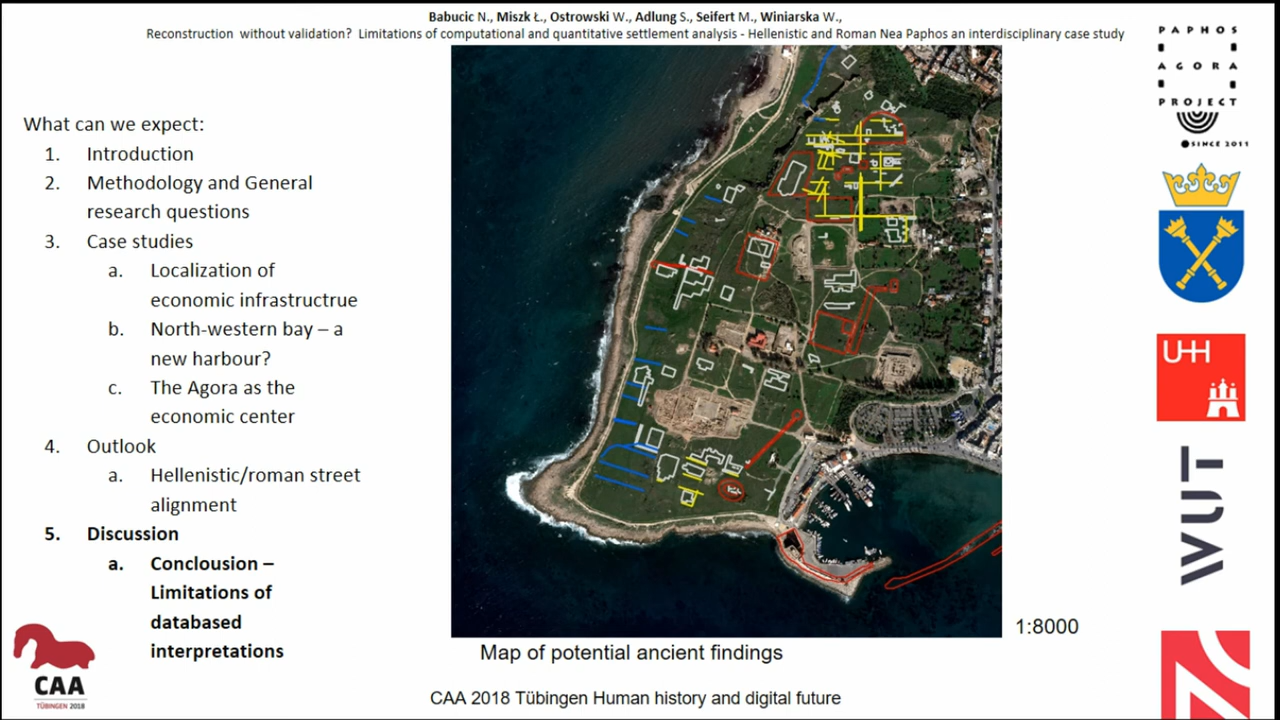 Babucic N., Miszk Ł., Ostrowski W., Adlung S., Seifert M., Winiarska W.,
Reconstruction without validation? Limitations of computational and quantitative settlement analysis - Hellenistic and Roman Nea Paphos an interdisciplinary case study
What can we expect:
1. Introduction
2. Methodology and General
research questions
3. Case studies
a. Localization of
economic infrastructrue
b. North-western bay – a
new harbour?
c. The Agora as the
economic center
4. Outlook
a. Hellenistic/roman street
alignment
5. Discussion
a. Conclousion –
Limitations of
databased
interpretations
CAA
TÜBINGEN 2018
1:8000
Map of potential ancient findings
CAA 2018 Tübingen Human history and digital future
PAPHOS
AGORA
PROJECT
SINCE 2011
UH
WUT